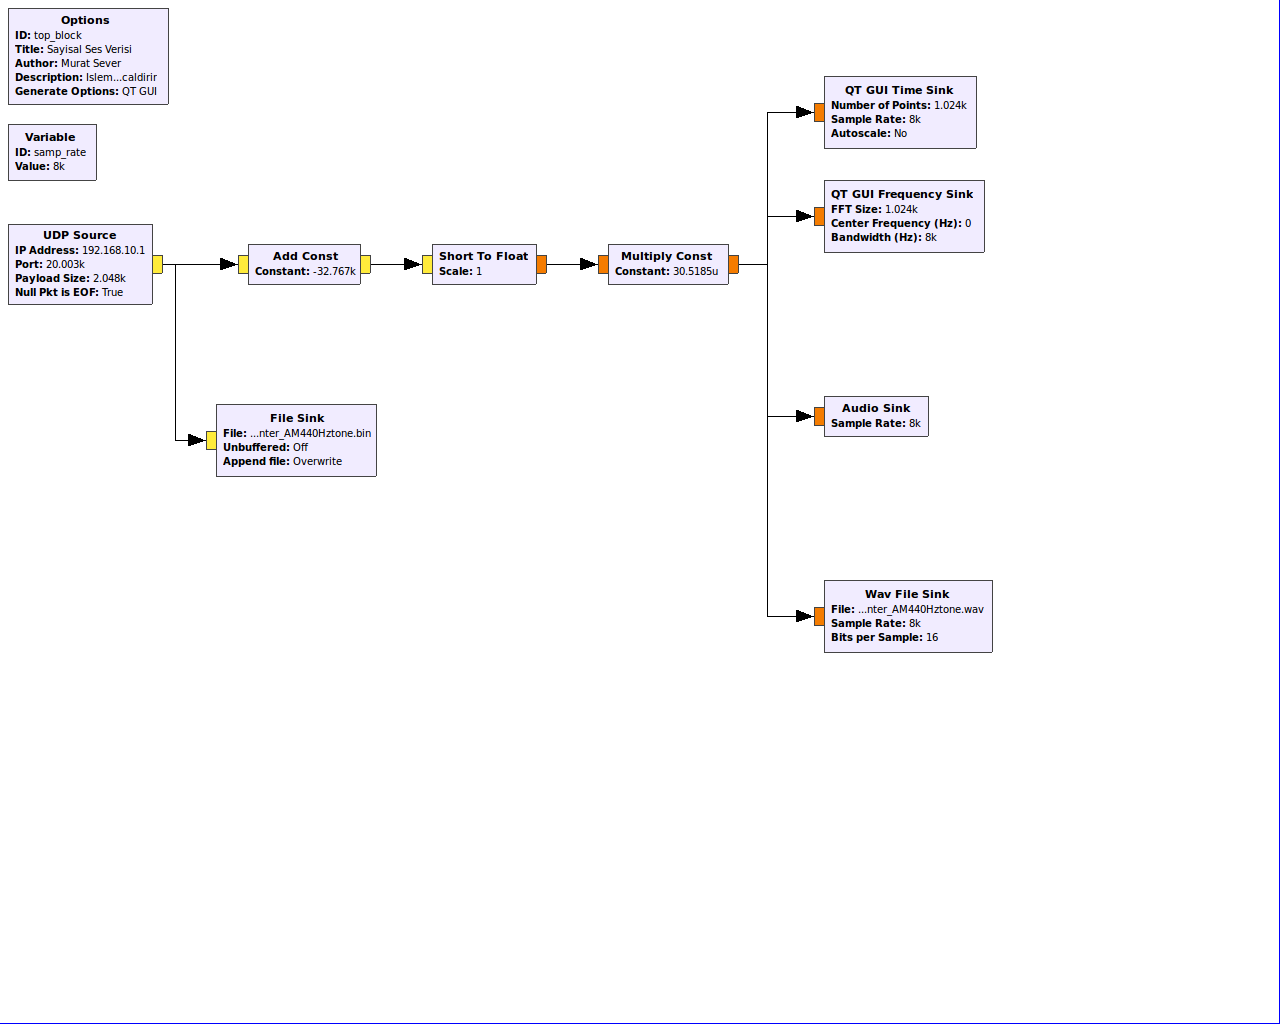 Options
ID: top_block
Title: Sayisal Ses Verisi
Author: Murat Sever
Description: Islem...caldirir
Generate Options: QT GUI
Variable
ID: samp_rate
Value: 8k
UDP Source
IP Address: 192.168.10.1
Port: 20.003k
Payload Size: 2.048k
Null Pkt is EOF: True
Add Const
Constant: -32.767k
Short To Float
Scale: 1
Multiply Const
Constant: 30.5185u
File Sink
File: ...nter_AM440Hztone.bin
Unbuffered: Off
Append file: Overwrite
QT GUI Time Sink
Number of Points: 1.024k
Sample Rate: 8k
Autoscale: No
QT GUI Frequency Sink
FFT Size: 1.024k
Center Frequency (Hz): 0
Bandwidth (Hz): 8k
Audio Sink
Sample Rate: 8k
Wav File Sink
File: ...nter_AM440Hztone.wav
Sample Rate: 8k
Bits per Sample: 16